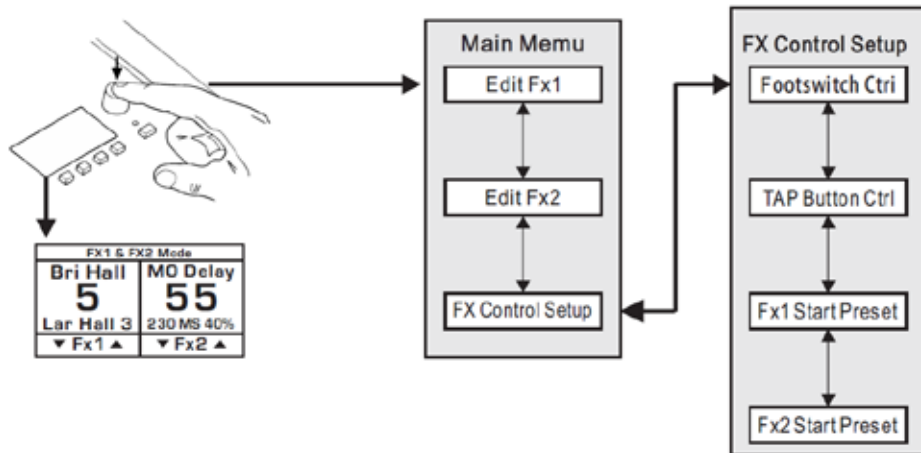 FX1 & FX2 Mode
Bri Hall
5
Lar Hall 3
▼ Fx1 ▲
MO Delay
55
230 MS 40%
▼ Fx2 ▲
Main Memu
Edit Fx1
Edit Fx2
FX Control Setup
FX Control Setup
Footswitch Ctrl
TAP Button Ctrl
Fx1 Start Preset
Fx2 Start Preset